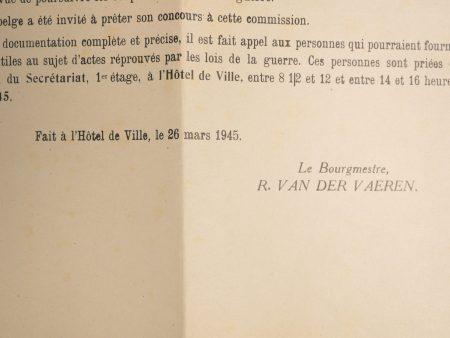 belge a été invité à prêter son concours à cette commission.
documentation complète et précise, il est fait appel aux personnes qui pourraient fourn
tiles au sujet d'actes réprouvés par les lois de la guerre. Ces personnes sont priées
du Secrétariat, 1er étage, à l'Hôtel de Ville, entre 8 1|2 et 12 et entre 14 et 16 heure
45.
Fait à l'Hôtel de Ville, le 26 mars 1945.
Le Bourgmestre,
R. VAN DER VAEREN.